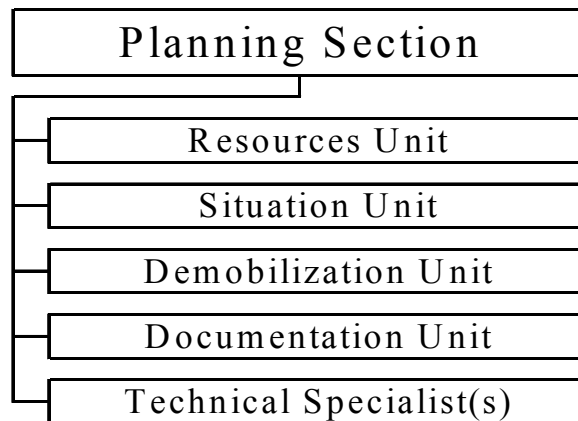 Planning Section
Resources Unit
Situation Unit
Demobilization Unit
Documentation Unit
Technical Specialist(s)